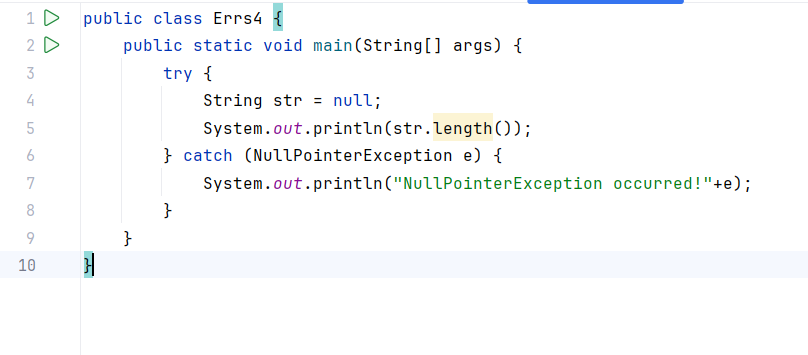 1 public class Errs4 {
2 public static void main(String[] args) {
3 try {
4 String str = null;
5 System.out.println(str.length());
6 } catch (NullPointerException e) {
7 System.out.println("NullPointerException occurred!"+e);
8 }
9 }
10 }